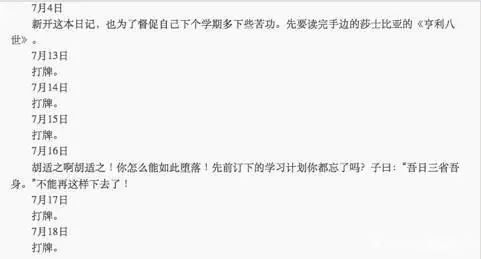 7月4日
新开这本日记，也为了督促自己下个学期多下些苦功。先要读完手边的莎士比亚的《亨利八
世》。
7月13日
打牌。
7月14日
打牌。
7月15日
打牌。
7月16日
胡适之啊胡适之！你怎么能如此堕落！先前订下的学习计划你都忘了吗？子曰：“吾日三省吾
身。”不能再这样下去了！
7月17日
打牌。
7月18日
打牌。